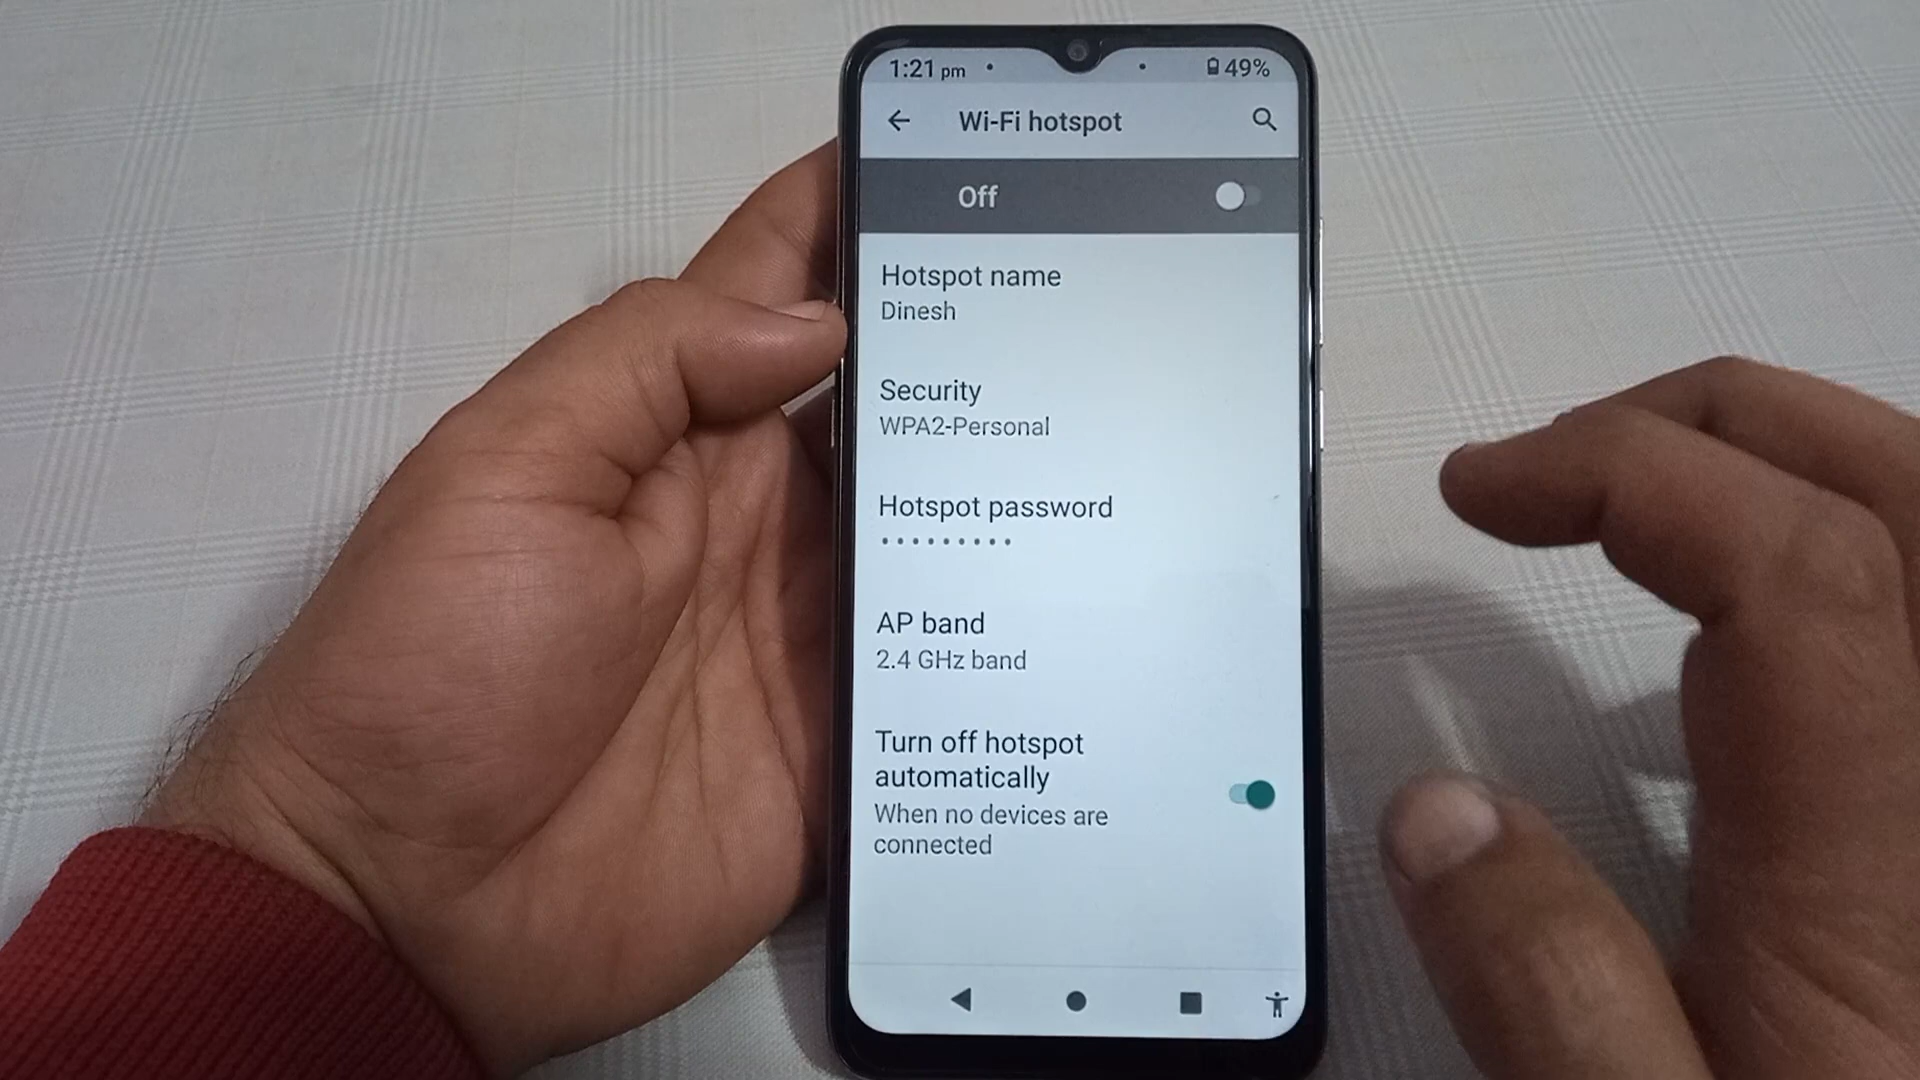 1:21 pm
49%
Wi-Fi hotspot
Off
Hotspot name
Dinesh
Security
WPA2-Personal
Hotspot password
•••••••••
AP band
2.4 GHz band
Turn off hotspot
automatically
When no devices are
connected